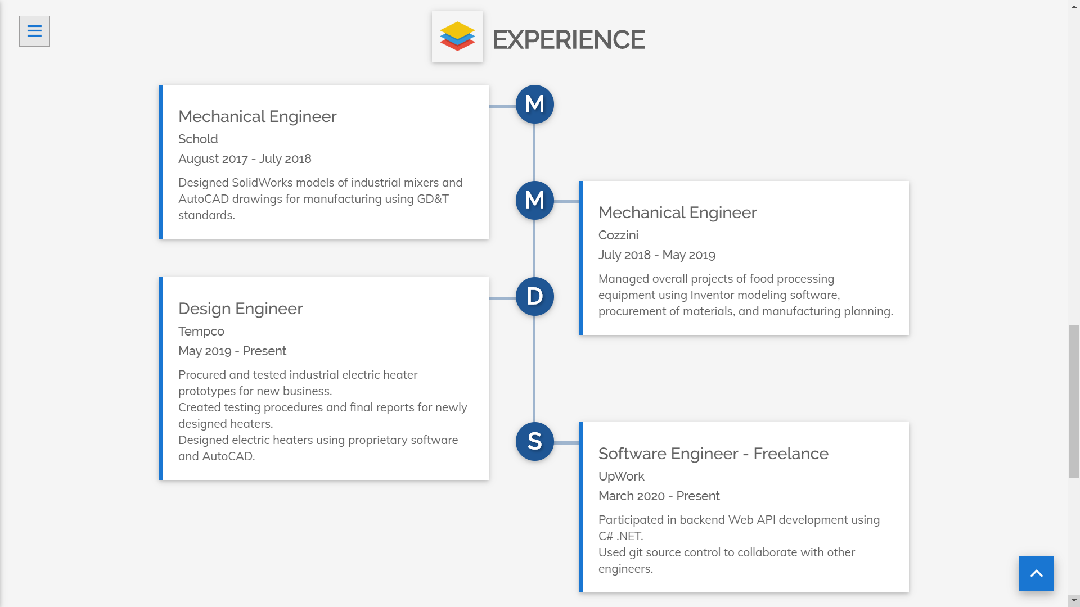 EXPERIENCE
M
Mechanical Engineer
Schold
August 2017 - July 2018
Designed SolidWorks models of industrial mixers and
AutoCAD drawings for manufacturing using GD&T
standards.
M
Mechanical Engineer
Cozzini
July 2018 - May 2019
Managed overall projects of food processing
equipment using Inventor modeling software,
procurement of materials, and manufacturing planning.
D
Design Engineer
Tempco
May 2019 - Present
Procured and tested industrial electric heater
prototypes for new business.
Created testing procedures and final reports for newly
designed heaters.
Designed electric heaters using proprietary software
and AutoCAD.
S
Software Engineer - Freelance
UpWork
March 2020 - Present
Participated in backend Web API development using
C# .NET.
Used git source control to collaborate with other
engineers.